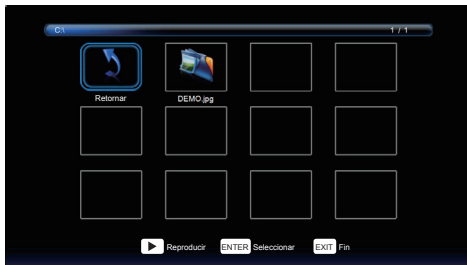 C:\ 1 / 1
Retornar DEMO.jpg
Reproducir ENTER Seleccionar EXIT Fin